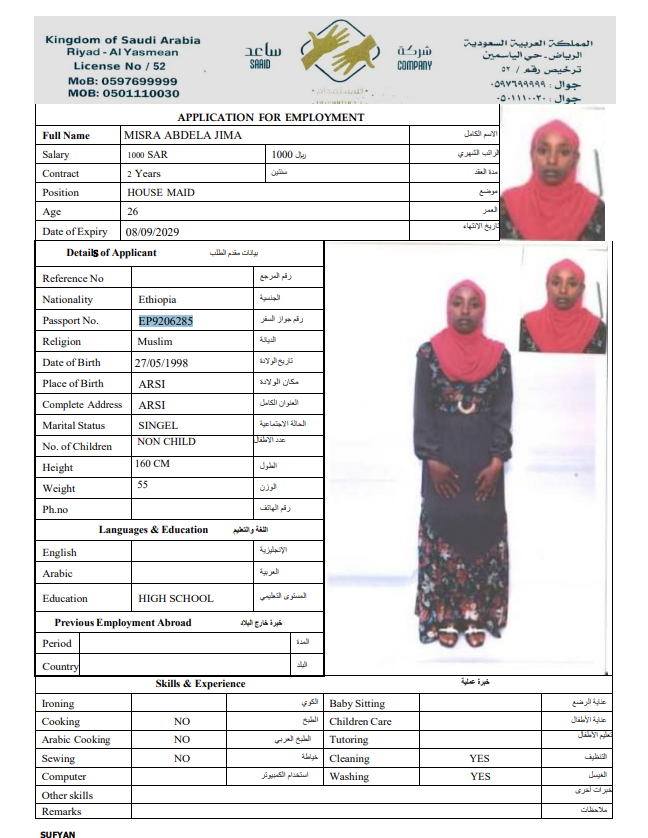 Kingdom of Saudi Arabia
Riyad - Al Yasmean
License No / 52
MoB: 0597699999
MOB: 0501110030
ساعد
SAAID
شركة
COMPANY
المملكة العربية السعودية
الرياض - حي الياسمين
ترخيص رقم / ٥٢
جوال : ٠٥٩٧٦٩٩٩٩٩
جوال : ٠٥٠١١١٠٠٣٠
APPLICATION FOR EMPLOYMENT
Full Name MISRA ABDELA JIMA الاسم الكامل
Salary 1000 SAR 1000 ريال الراتب الشهري
Contract 2 Years سنتين مدة العقد
Position HOUSE MAID موضع
Age 26 العمر
Date of Expiry 08/09/2029 تاريخ الانتهاء
Details of Applicant بيانات مقدم الطلب
Reference No رقم المرجع
Nationality Ethiopia الجنسية
Passport No. EP9206285 رقم جواز السفر
Religion Muslim الديانة
Date of Birth 27/05/1998 تاريخ الولادة
Place of Birth ARSI مكان الولادة
Complete Address ARSI العنوان الكامل
Marital Status SINGEL الحالة الاجتماعية
No. of Children NON CHILD عدد الاطفال
Height 160 CM الطول
Weight 55 الوزن
Ph.no رقم الهاتف
Languages & Education اللغة والتعليم
English الإنجليزية
Arabic العربية
Education HIGH SCHOOL المستوى التعليمي
Previous Employment Abroad خبرة خارج البلاد
Period المدة
Country البلد
Skills & Experience خبرة عملية
Ironing الكوي Baby Sitting عناية الرضع
Cooking NO الطبخ Children Care عناية الأطفال
Arabic Cooking NO الطبخ العربي Tutoring تعليم الأطفال
Sewing NO خياطة Cleaning YES التنظيف
Computer استخدام الكمبيوتر Washing YES الغسيل
Other skills خبرات أخرى
Remarks ملاحظات
SUFYAN